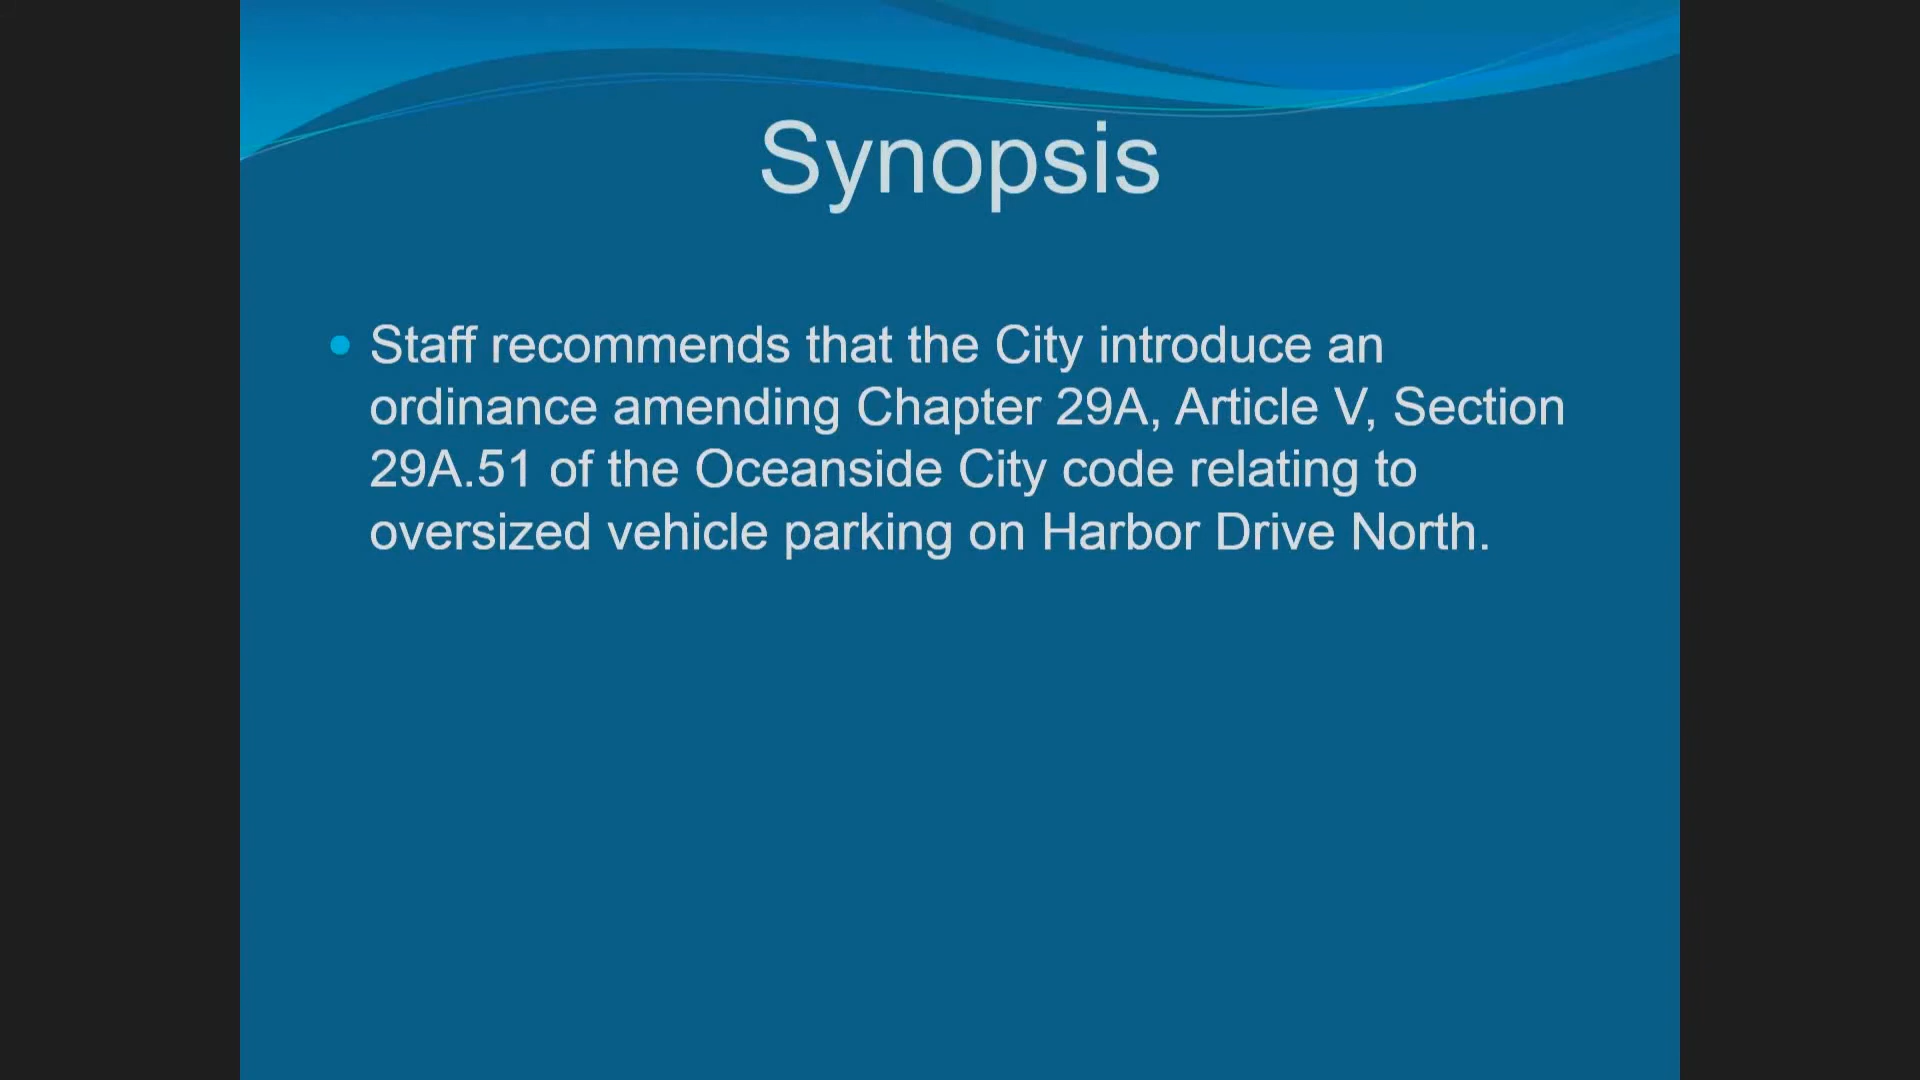 Synopsis
Staff recommends that the City introduce an
ordinance amending Chapter 29A, Article V, Section
29A.51 of the Oceanside City code relating to
oversized vehicle parking on Harbor Drive North.